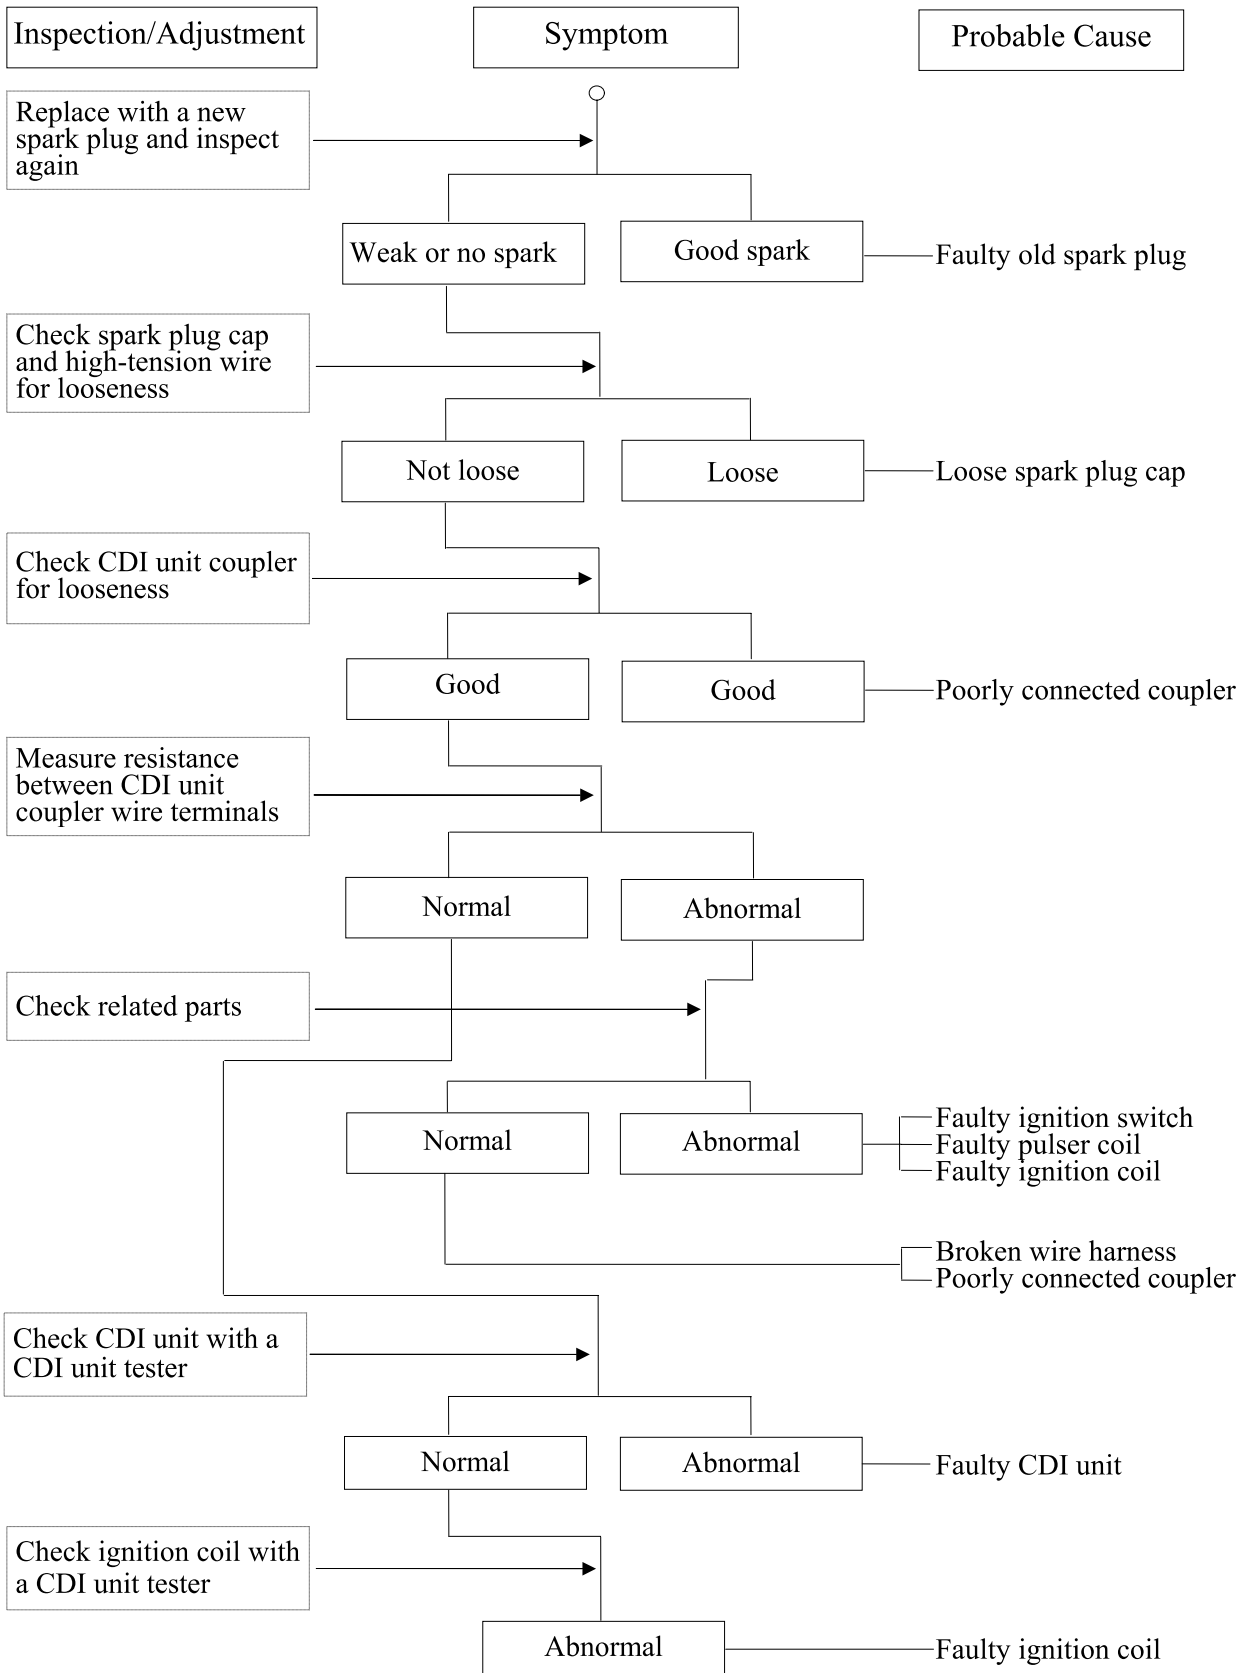 Inspection/Adjustment
Symptom
Probable Cause
Replace with a new
spark plug and inspect
again
Weak or no spark
Good spark
Faulty old spark plug
Check spark plug cap
and high-tension wire
for looseness
Not loose
Loose
Loose spark plug cap
Check CDI unit coupler
for looseness
Good
Good
Poorly connected coupler
Measure resistance
between CDI unit
coupler wire terminals
Normal
Abnormal
Check related parts
Normal
Abnormal
Faulty ignition switch
Faulty pulser coil
Faulty ignition coil
Broken wire harness
Poorly connected coupler
Check CDI unit with a
CDI unit tester
Normal
Abnormal
Faulty CDI unit
Check ignition coil with
a CDI unit tester
Abnormal
Faulty ignition coil